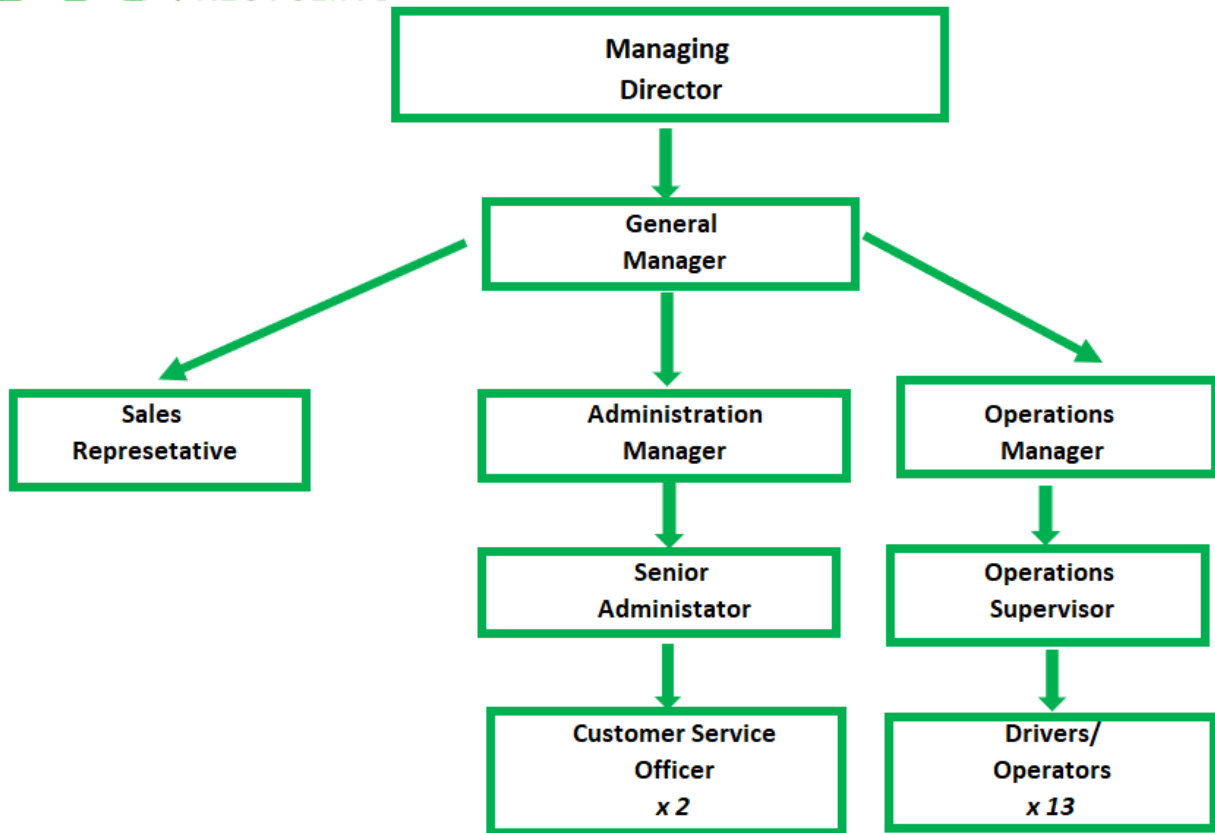 Managing
Director
General
Manager
Sales
Represetative
Administration
Manager
Operations
Manager
Senior
Administator
Operations
Supervisor
Customer Service
Officer
x 2
Drivers/
Operators
x 13